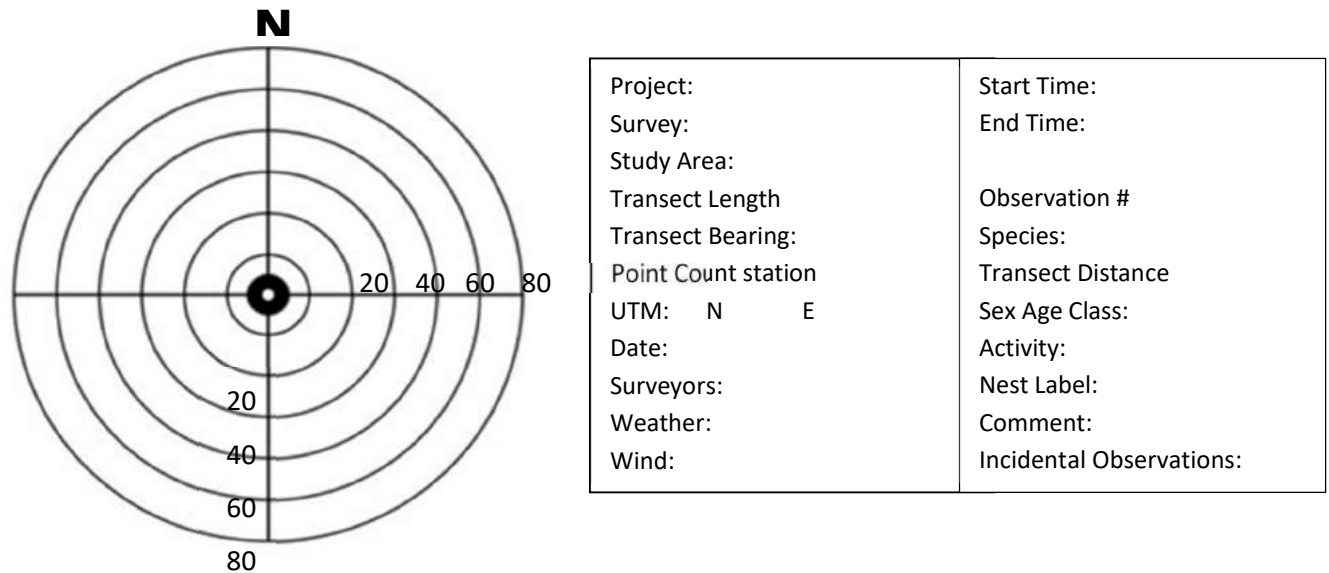 N
20 40 60 80
20
40
60
80
Project:
Survey:
Study Area:
Transect Length
Transect Bearing:
Point Count station
UTM: N E
Date:
Surveyors:
Weather:
Wind:
Start Time:
End Time:
Observation #
Species:
Transect Distance
Sex Age Class:
Activity:
Nest Label:
Comment:
Incidental Observations: